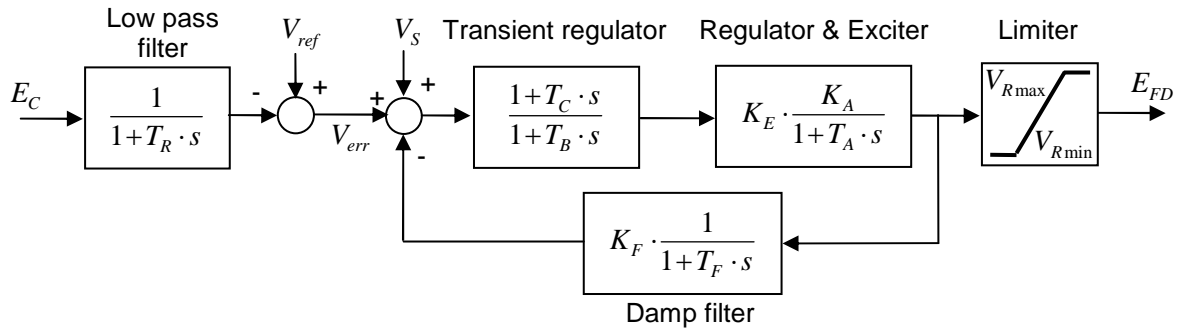 Low pass filter
V_ref
V_S
Transient regulator
Regulator & Exciter
Limiter
E_C
1 / (1+T_R · s)
-
+
V_err
+
+
-
(1+T_C · s) / (1+T_B · s)
K_E · K_A / (1+T_A · s)
V_Rmax
V_Rmin
E_FD
K_F · 1 / (1+T_F · s)
Damp filter